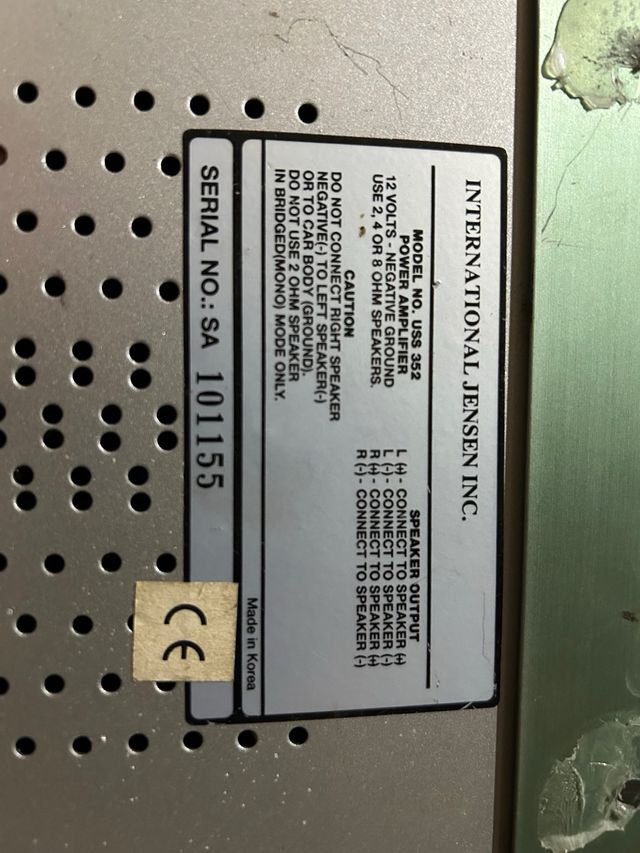 INTERNATIONAL JENSEN INC.
MODEL NO. USS 352
POWER AMPLIFIER
12 VOLTS - NEGATIVE GROUND
USE 2, 4 OR 8 OHM SPEAKERS.
SPEAKER OUTPUT
L (+) - CONNECT TO SPEAKER (+)
L (-) - CONNECT TO SPEAKER (-)
R (+) - CONNECT TO SPEAKER (+)
R (-) - CONNECT TO SPEAKER (-)
CAUTION
DO NOT CONNECT RIGHT SPEAKER
NEGATIVE(-) TO LEFT SPEAKER(-)
OR TO CAR BODY (GROUND).
DO NOT USE 2 OHM SPEAKER
IN BRIDGED(MONO) MODE ONLY.
Made in Korea
SERIAL NO.: SA 101155
CE